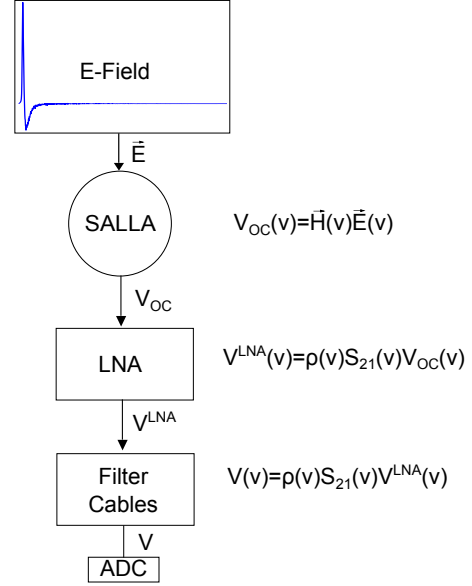 E-Field
E⃗
SALLA
V_OC(ν)=H⃗(ν)E⃗(ν)
V_OC
LNA
V^LNA(ν)=ρ(ν)S_21(ν)V_OC(ν)
V^LNA
Filter
Cables
V(ν)=ρ(ν)S_21(ν)V^LNA(ν)
V
ADC